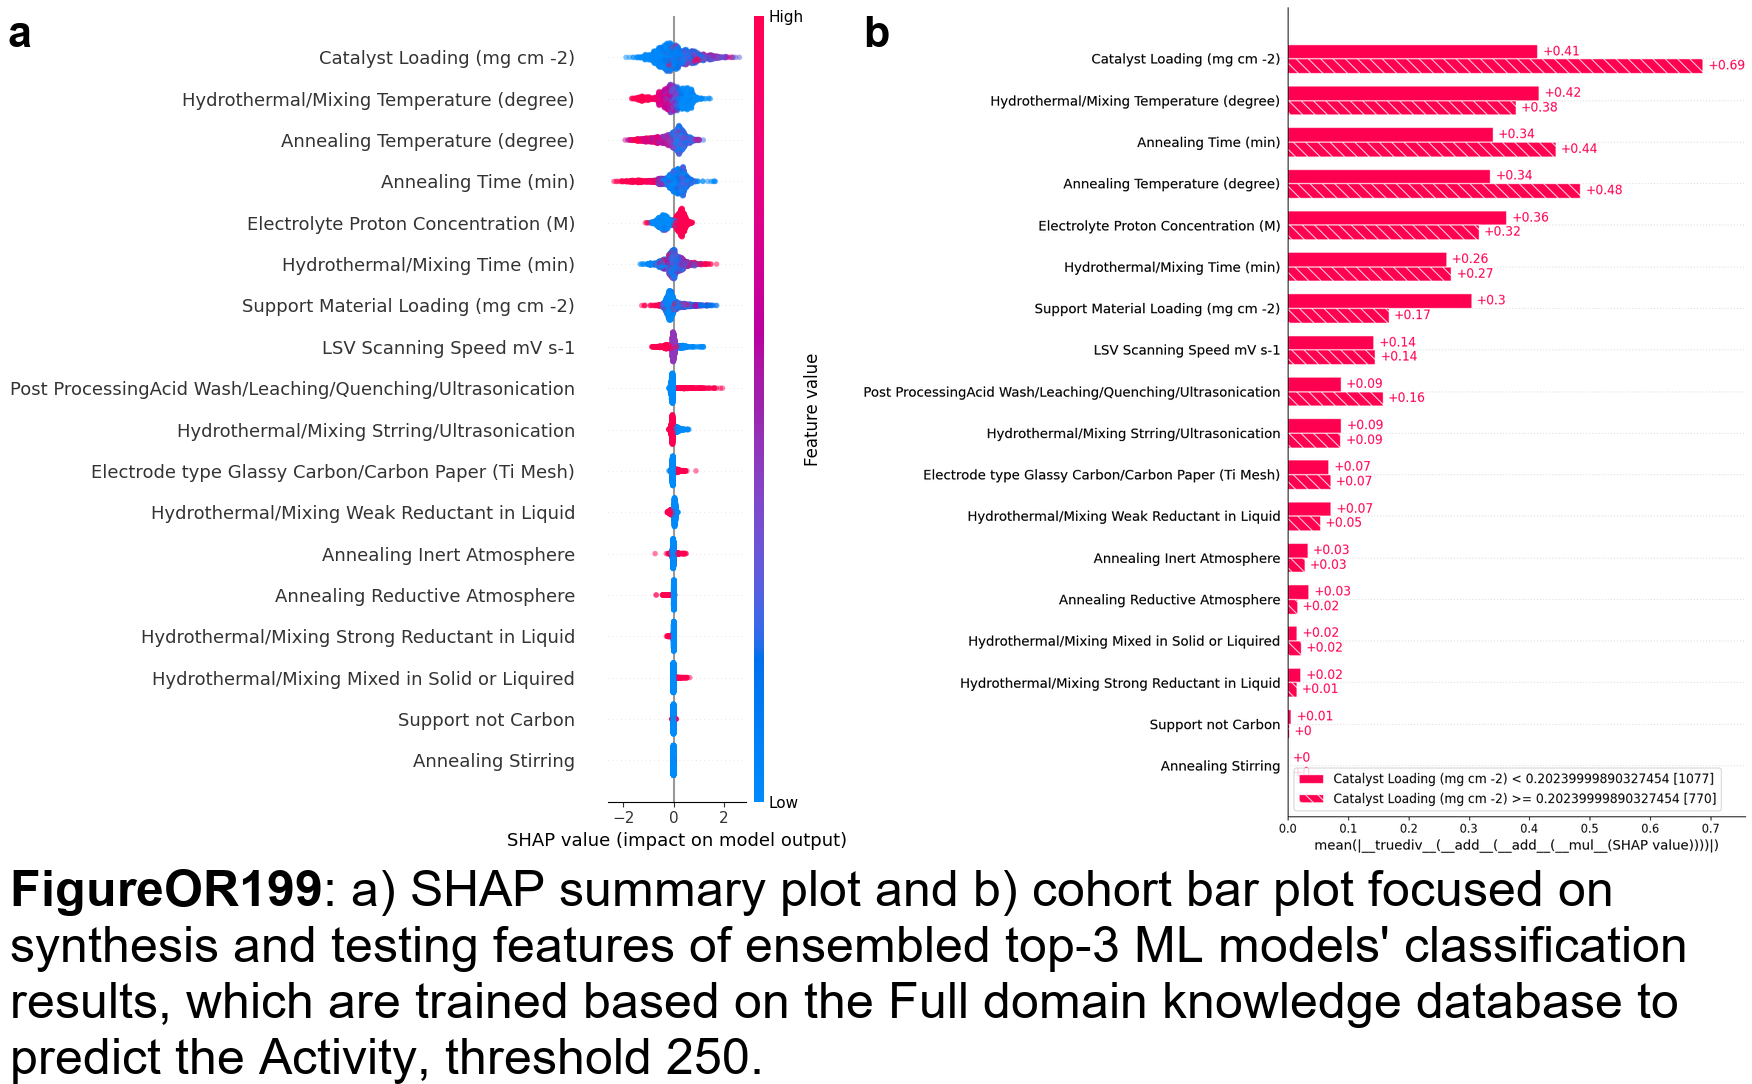 a
High
Catalyst Loading (mg cm -2)
Hydrothermal/Mixing Temperature (degree)
Annealing Temperature (degree)
Annealing Time (min)
Electrolyte Proton Concentration (M)
Hydrothermal/Mixing Time (min)
Support Material Loading (mg cm -2)
LSV Scanning Speed mV s-1
Post ProcessingAcid Wash/Leaching/Quenching/Ultrasonication
Hydrothermal/Mixing Strring/Ultrasonication
Electrode type Glassy Carbon/Carbon Paper (Ti Mesh)
Hydrothermal/Mixing Weak Reductant in Liquid
Annealing Inert Atmosphere
Annealing Reductive Atmosphere
Hydrothermal/Mixing Strong Reductant in Liquid
Hydrothermal/Mixing Mixed in Solid or Liquired
Support not Carbon
Annealing Stirring
Feature value
Low
−2 0 2
SHAP value (impact on model output)
b
Catalyst Loading (mg cm -2) +0.41
+0.69
Hydrothermal/Mixing Temperature (degree) +0.42
+0.38
Annealing Time (min) +0.34
+0.44
Annealing Temperature (degree) +0.34
+0.48
Electrolyte Proton Concentration (M) +0.36
+0.32
Hydrothermal/Mixing Time (min) +0.26
+0.27
Support Material Loading (mg cm -2) +0.3
+0.17
LSV Scanning Speed mV s-1 +0.14
+0.14
Post ProcessingAcid Wash/Leaching/Quenching/Ultrasonication +0.09
+0.16
Hydrothermal/Mixing Strring/Ultrasonication +0.09
+0.09
Electrode type Glassy Carbon/Carbon Paper (Ti Mesh) +0.07
+0.07
Hydrothermal/Mixing Weak Reductant in Liquid +0.07
+0.05
Annealing Inert Atmosphere +0.03
+0.03
Annealing Reductive Atmosphere +0.03
+0.02
Hydrothermal/Mixing Mixed in Solid or Liquired +0.02
+0.02
Hydrothermal/Mixing Strong Reductant in Liquid +0.02
+0.01
Support not Carbon +0.01
+0
Annealing Stirring +0
+0
Catalyst Loading (mg cm -2) < 0.20239999890327454 [1077]
Catalyst Loading (mg cm -2) >= 0.20239999890327454 [770]
0.0 0.1 0.2 0.3 0.4 0.5 0.6 0.7
mean(|__truediv__(__add__(__add__(__mul__(SHAP value))))|)
FigureOR199: a) SHAP summary plot and b) cohort bar plot focused on
synthesis and testing features of ensembled top-3 ML models' classification
results, which are trained based on the Full domain knowledge database to
predict the Activity, threshold 250.